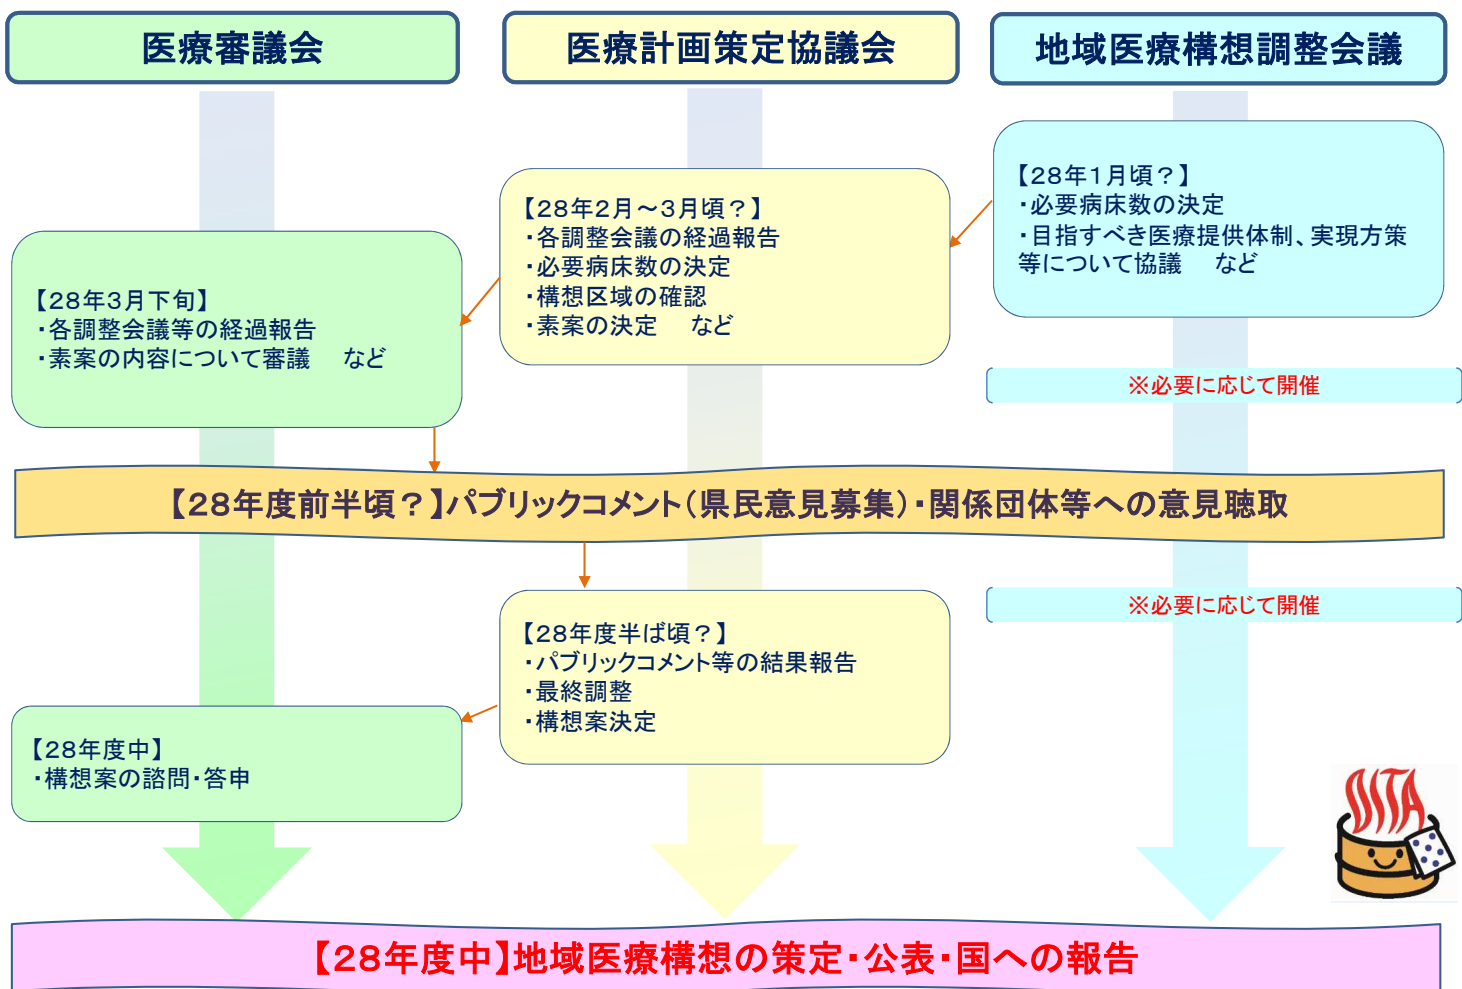 医療審議会
医療計画策定協議会
地域医療構想調整会議
【28年1月頃？】
・必要病床数の決定
・目指すべき医療提供体制、実現方策
等について協議　など
【28年2月～3月頃？】
・各調整会議の経過報告
・必要病床数の決定
・構想区域の確認
・素案の決定　など
【28年3月下旬】
・各調整会議等の経過報告
・素案の内容について審議　など
※必要に応じて開催
【28年度前半頃？】パブリックコメント（県民意見募集）・関係団体等への意見聴取
※必要に応じて開催
【28年度半ば頃？】
・パブリックコメント等の結果報告
・最終調整
・構想案決定
【28年度中】
・構想案の諮問・答申
OITA
【28年度中】地域医療構想の策定・公表・国への報告